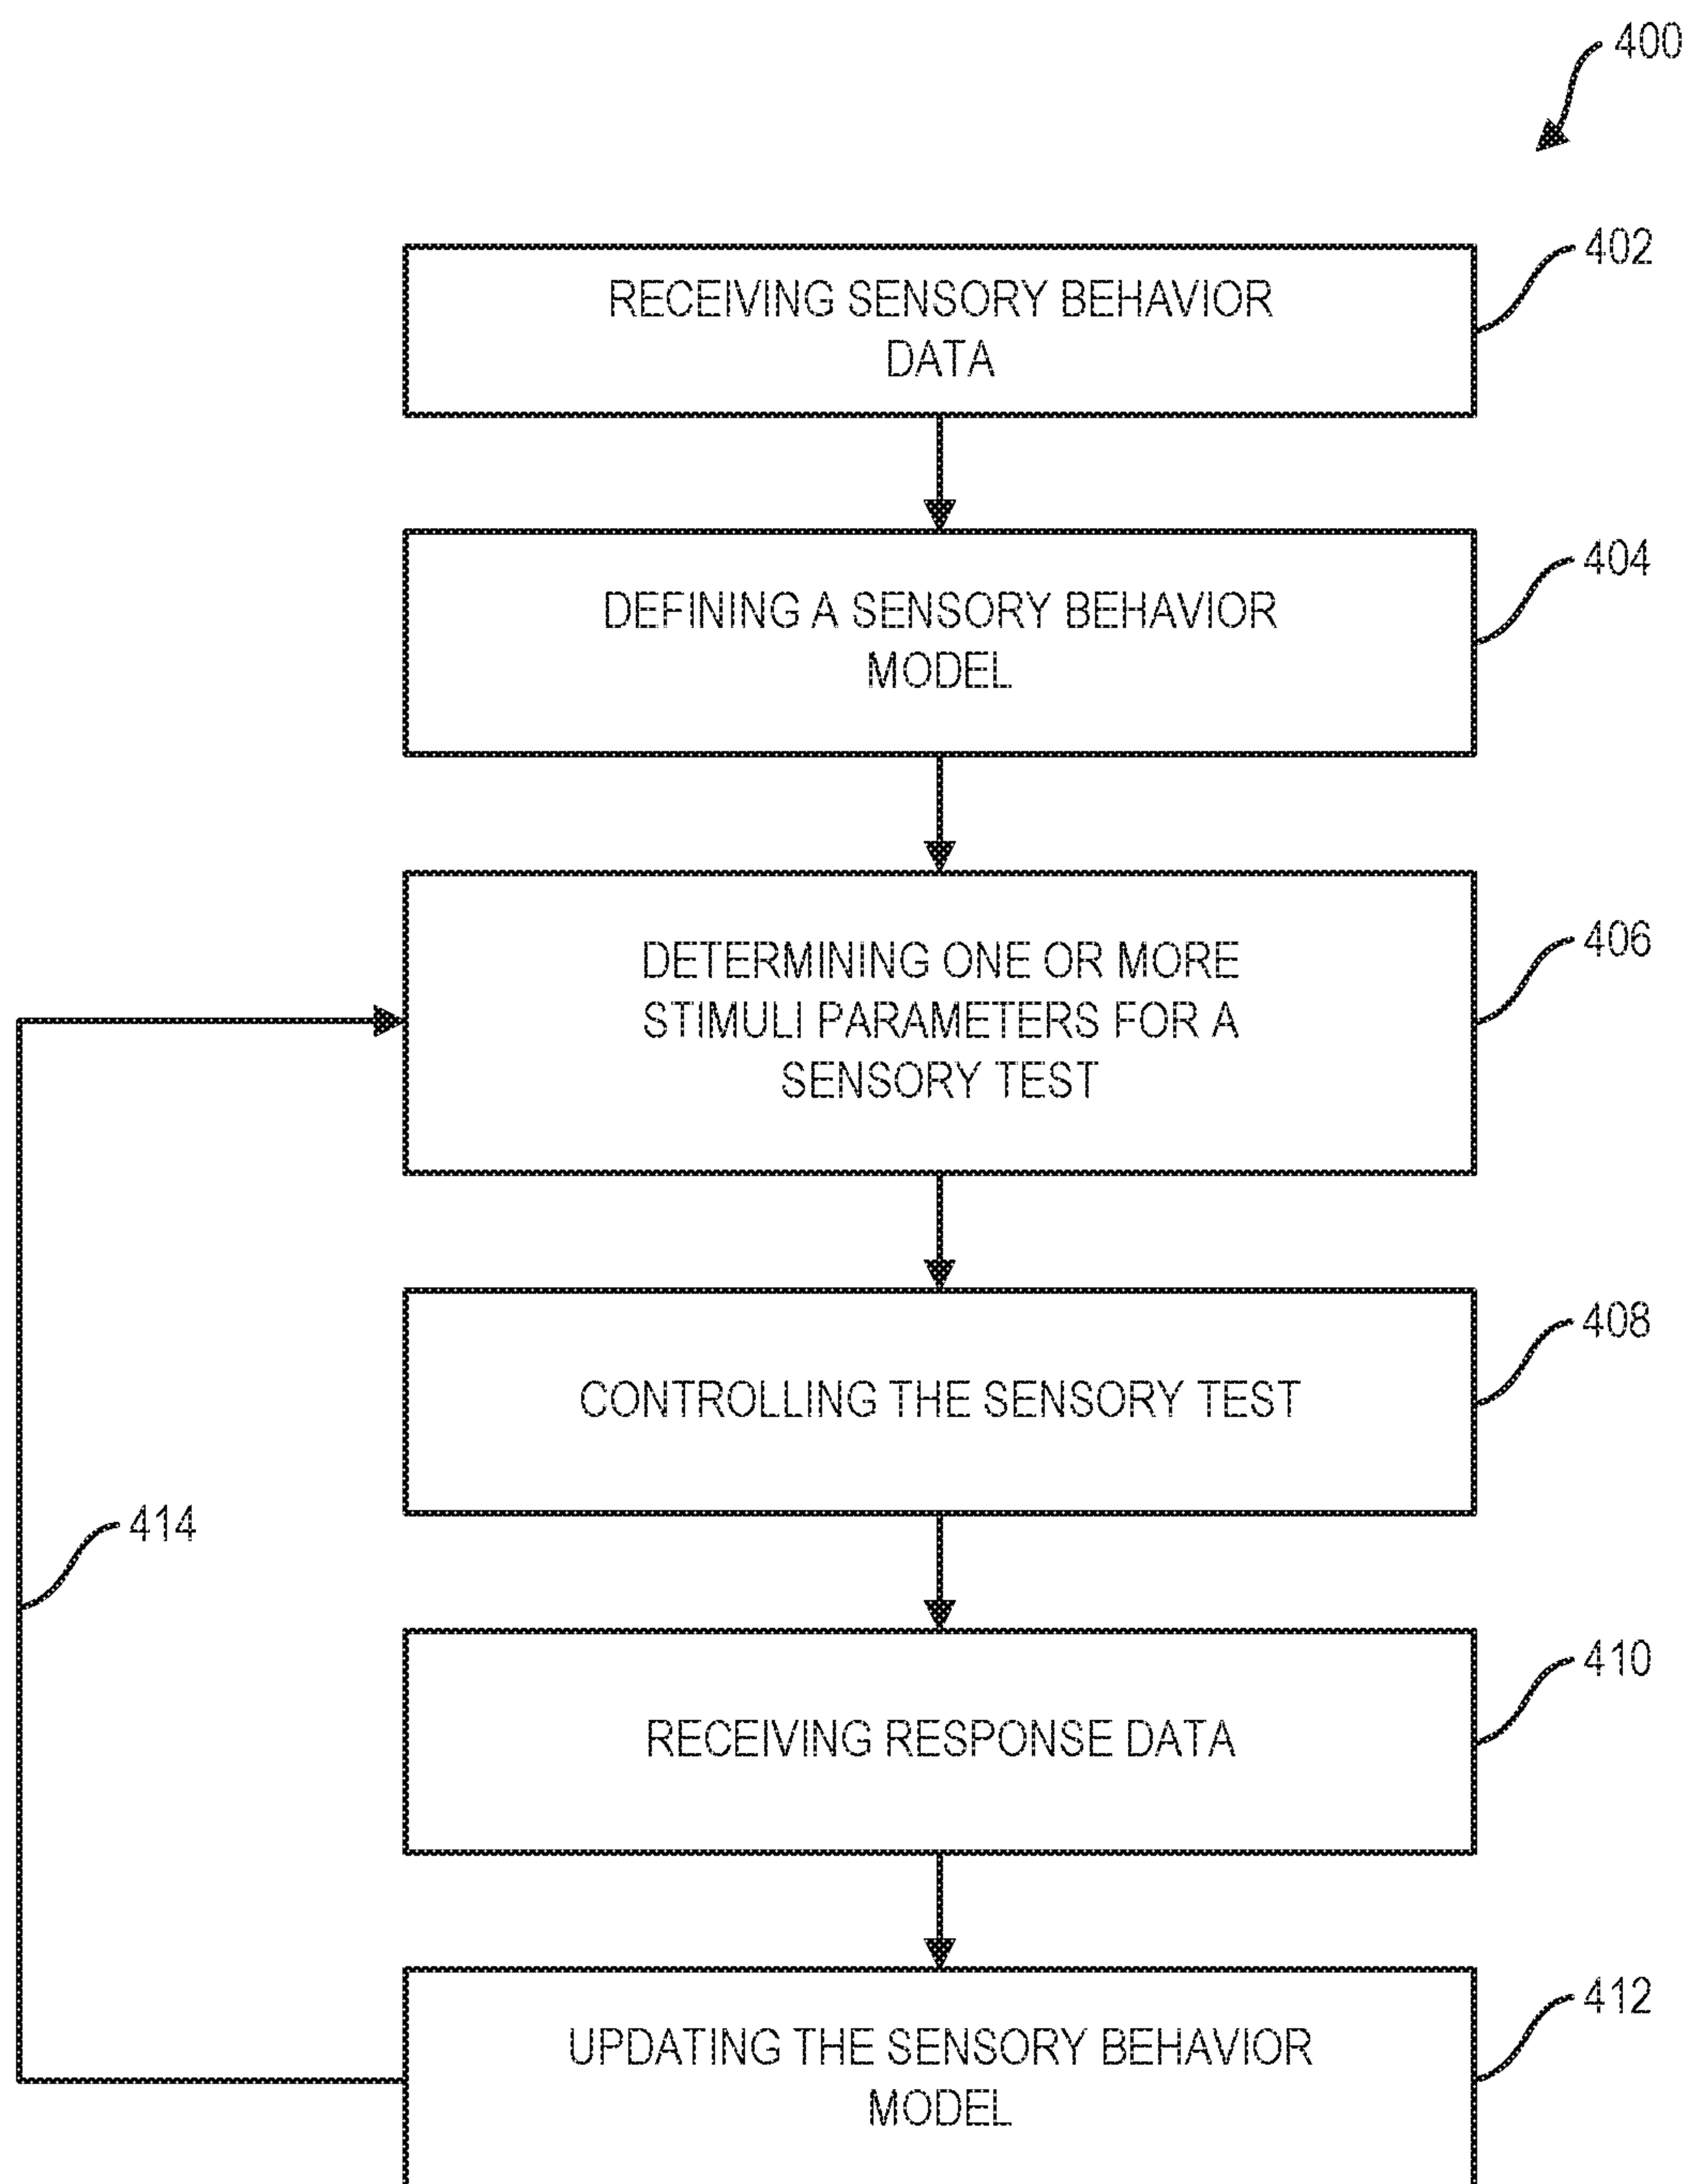 400
RECEIVING SENSORY BEHAVIOR
DATA
402
DEFINING A SENSORY BEHAVIOR
MODEL
404
DETERMINING ONE OR MORE
STIMULI PARAMETERS FOR A
SENSORY TEST
406
CONTROLLING THE SENSORY TEST
408
414
RECEIVING RESPONSE DATA
410
UPDATING THE SENSORY BEHAVIOR
MODEL
412